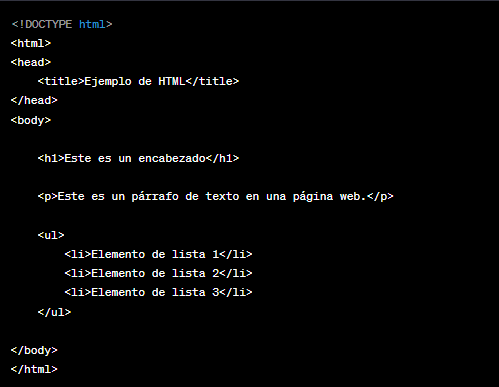 <!DOCTYPE html>
<html>
<head>
    <title>Ejemplo de HTML</title>
</head>
<body>

    <h1>Este es un encabezado</h1>

    <p>Este es un párrafo de texto en una página web.</p>

    <ul>
        <li>Elemento de lista 1</li>
        <li>Elemento de lista 2</li>
        <li>Elemento de lista 3</li>
    </ul>

</body>
</html>